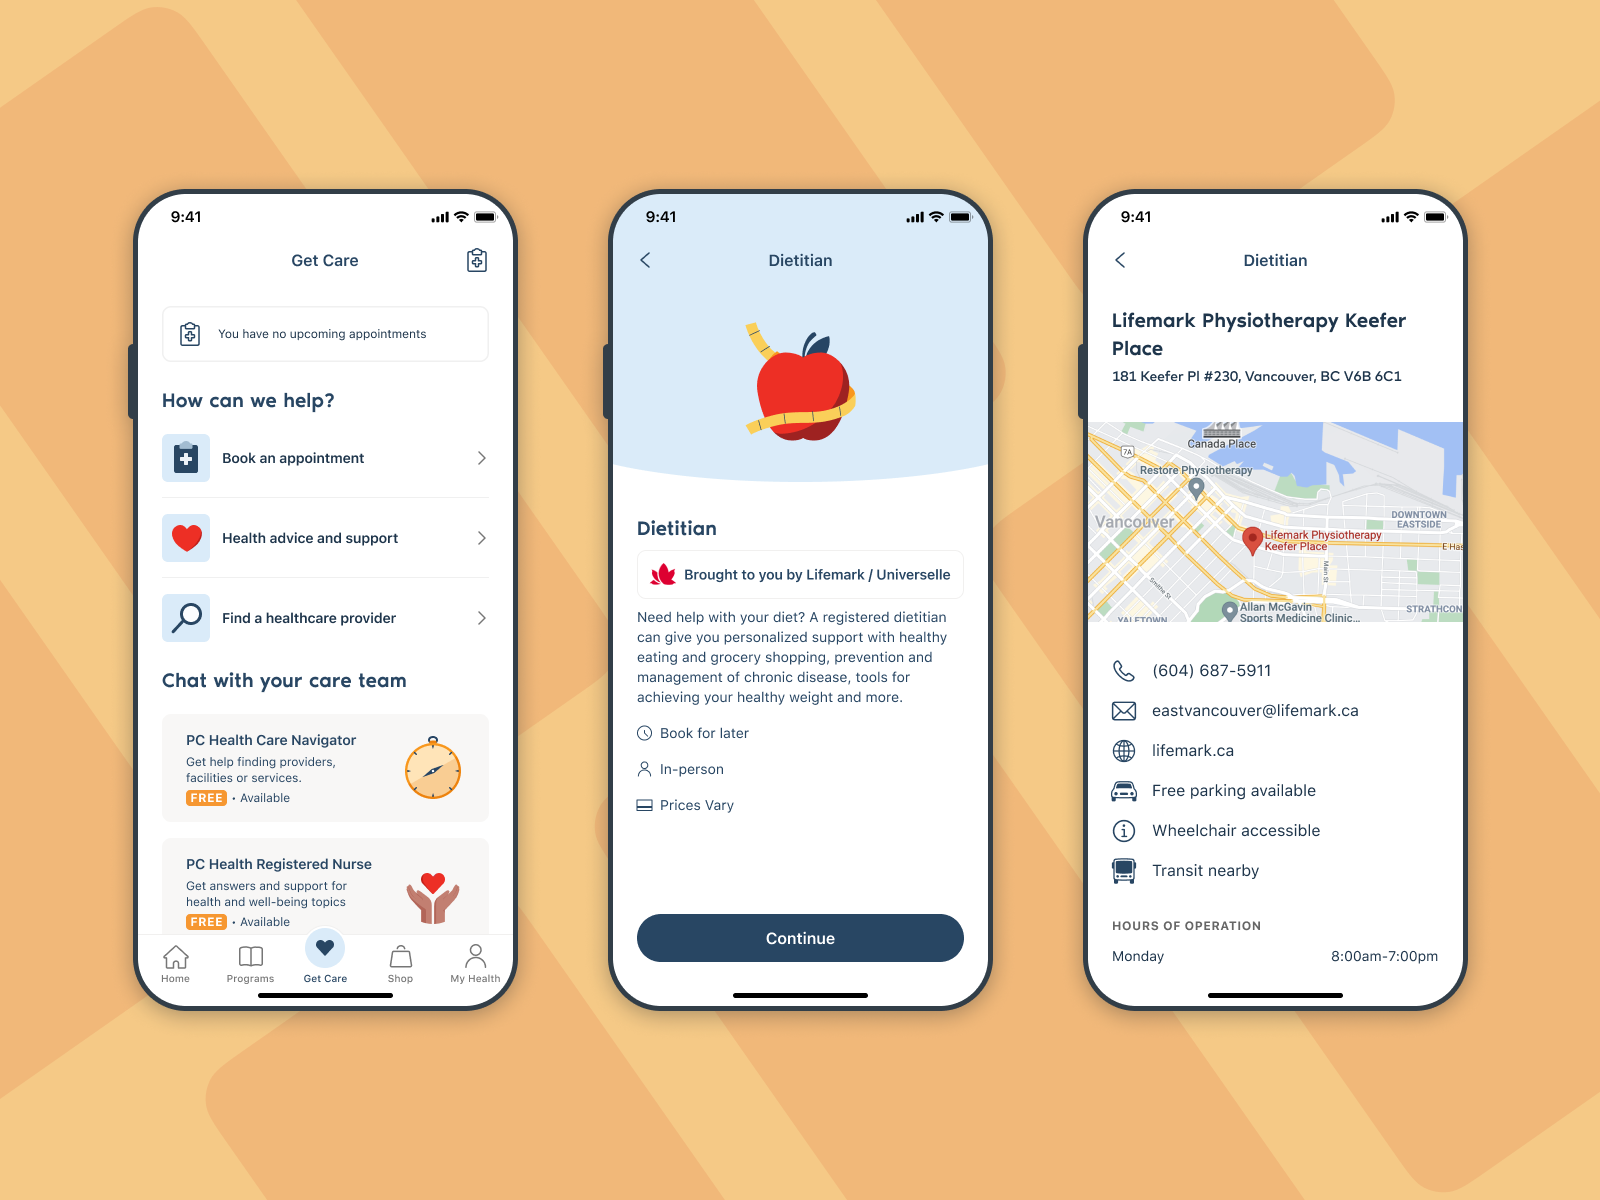 9:41
Get Care
You have no upcoming appointments
How can we help?
Book an appointment
Health advice and support
Find a healthcare provider
Chat with your care team
PC Health Care Navigator
Get help finding providers,
facilities or services.
FREE • Available
PC Health Registered Nurse
Get answers and support for
health and well-being topics
FREE • Available
Home
Programs
Get Care
Shop
My Health
9:41
Dietitian
Dietitian
Brought to you by Lifemark / Universelle
Need help with your diet? A registered dietitian
can give you personalized support with healthy
eating and grocery shopping, prevention and
management of chronic disease, tools for
achieving your healthy weight and more.
Book for later
In-person
Prices Vary
Continue
9:41
Dietitian
Lifemark Physiotherapy Keefer
Place
181 Keefer Pl #230, Vancouver, BC V6B 6C1
Canada Place
7A
Restore Physiotherapy
Vancouver
DOWNTOWN
EASTSIDE
Lifemark Physiotherapy
Keefer Place
E Has
Main St
Smithe St
Allan McGavin
Sports Medicine Clinic...
STRATHCON
YALETOWN
(604) 687-5911
eastvancouver@lifemark.ca
lifemark.ca
Free parking available
Wheelchair accessible
Transit nearby
HOURS OF OPERATION
Monday
8:00am-7:00pm